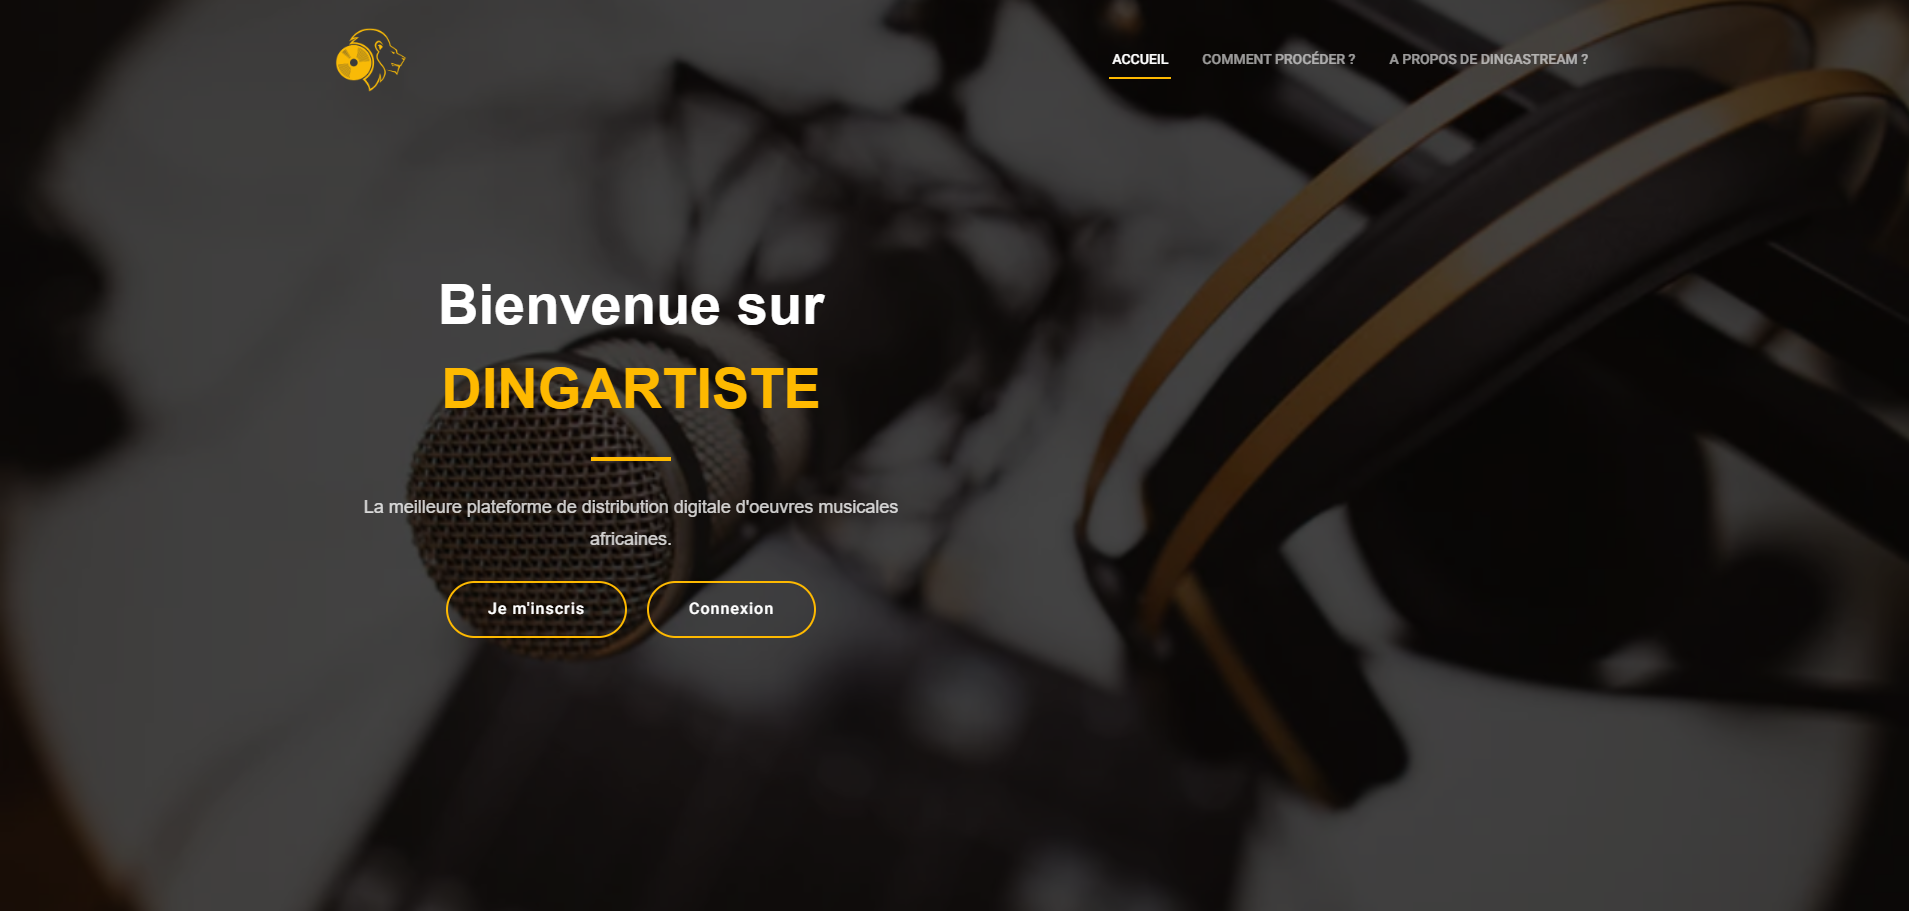 ACCUEIL COMMENT PROCÉDER ? A PROPOS DE DINGASTREAM ?
Bienvenue sur
DINGARTISTE
La meilleure plateforme de distribution digitale d'oeuvres musicales
africaines.
Je m'inscris Connexion